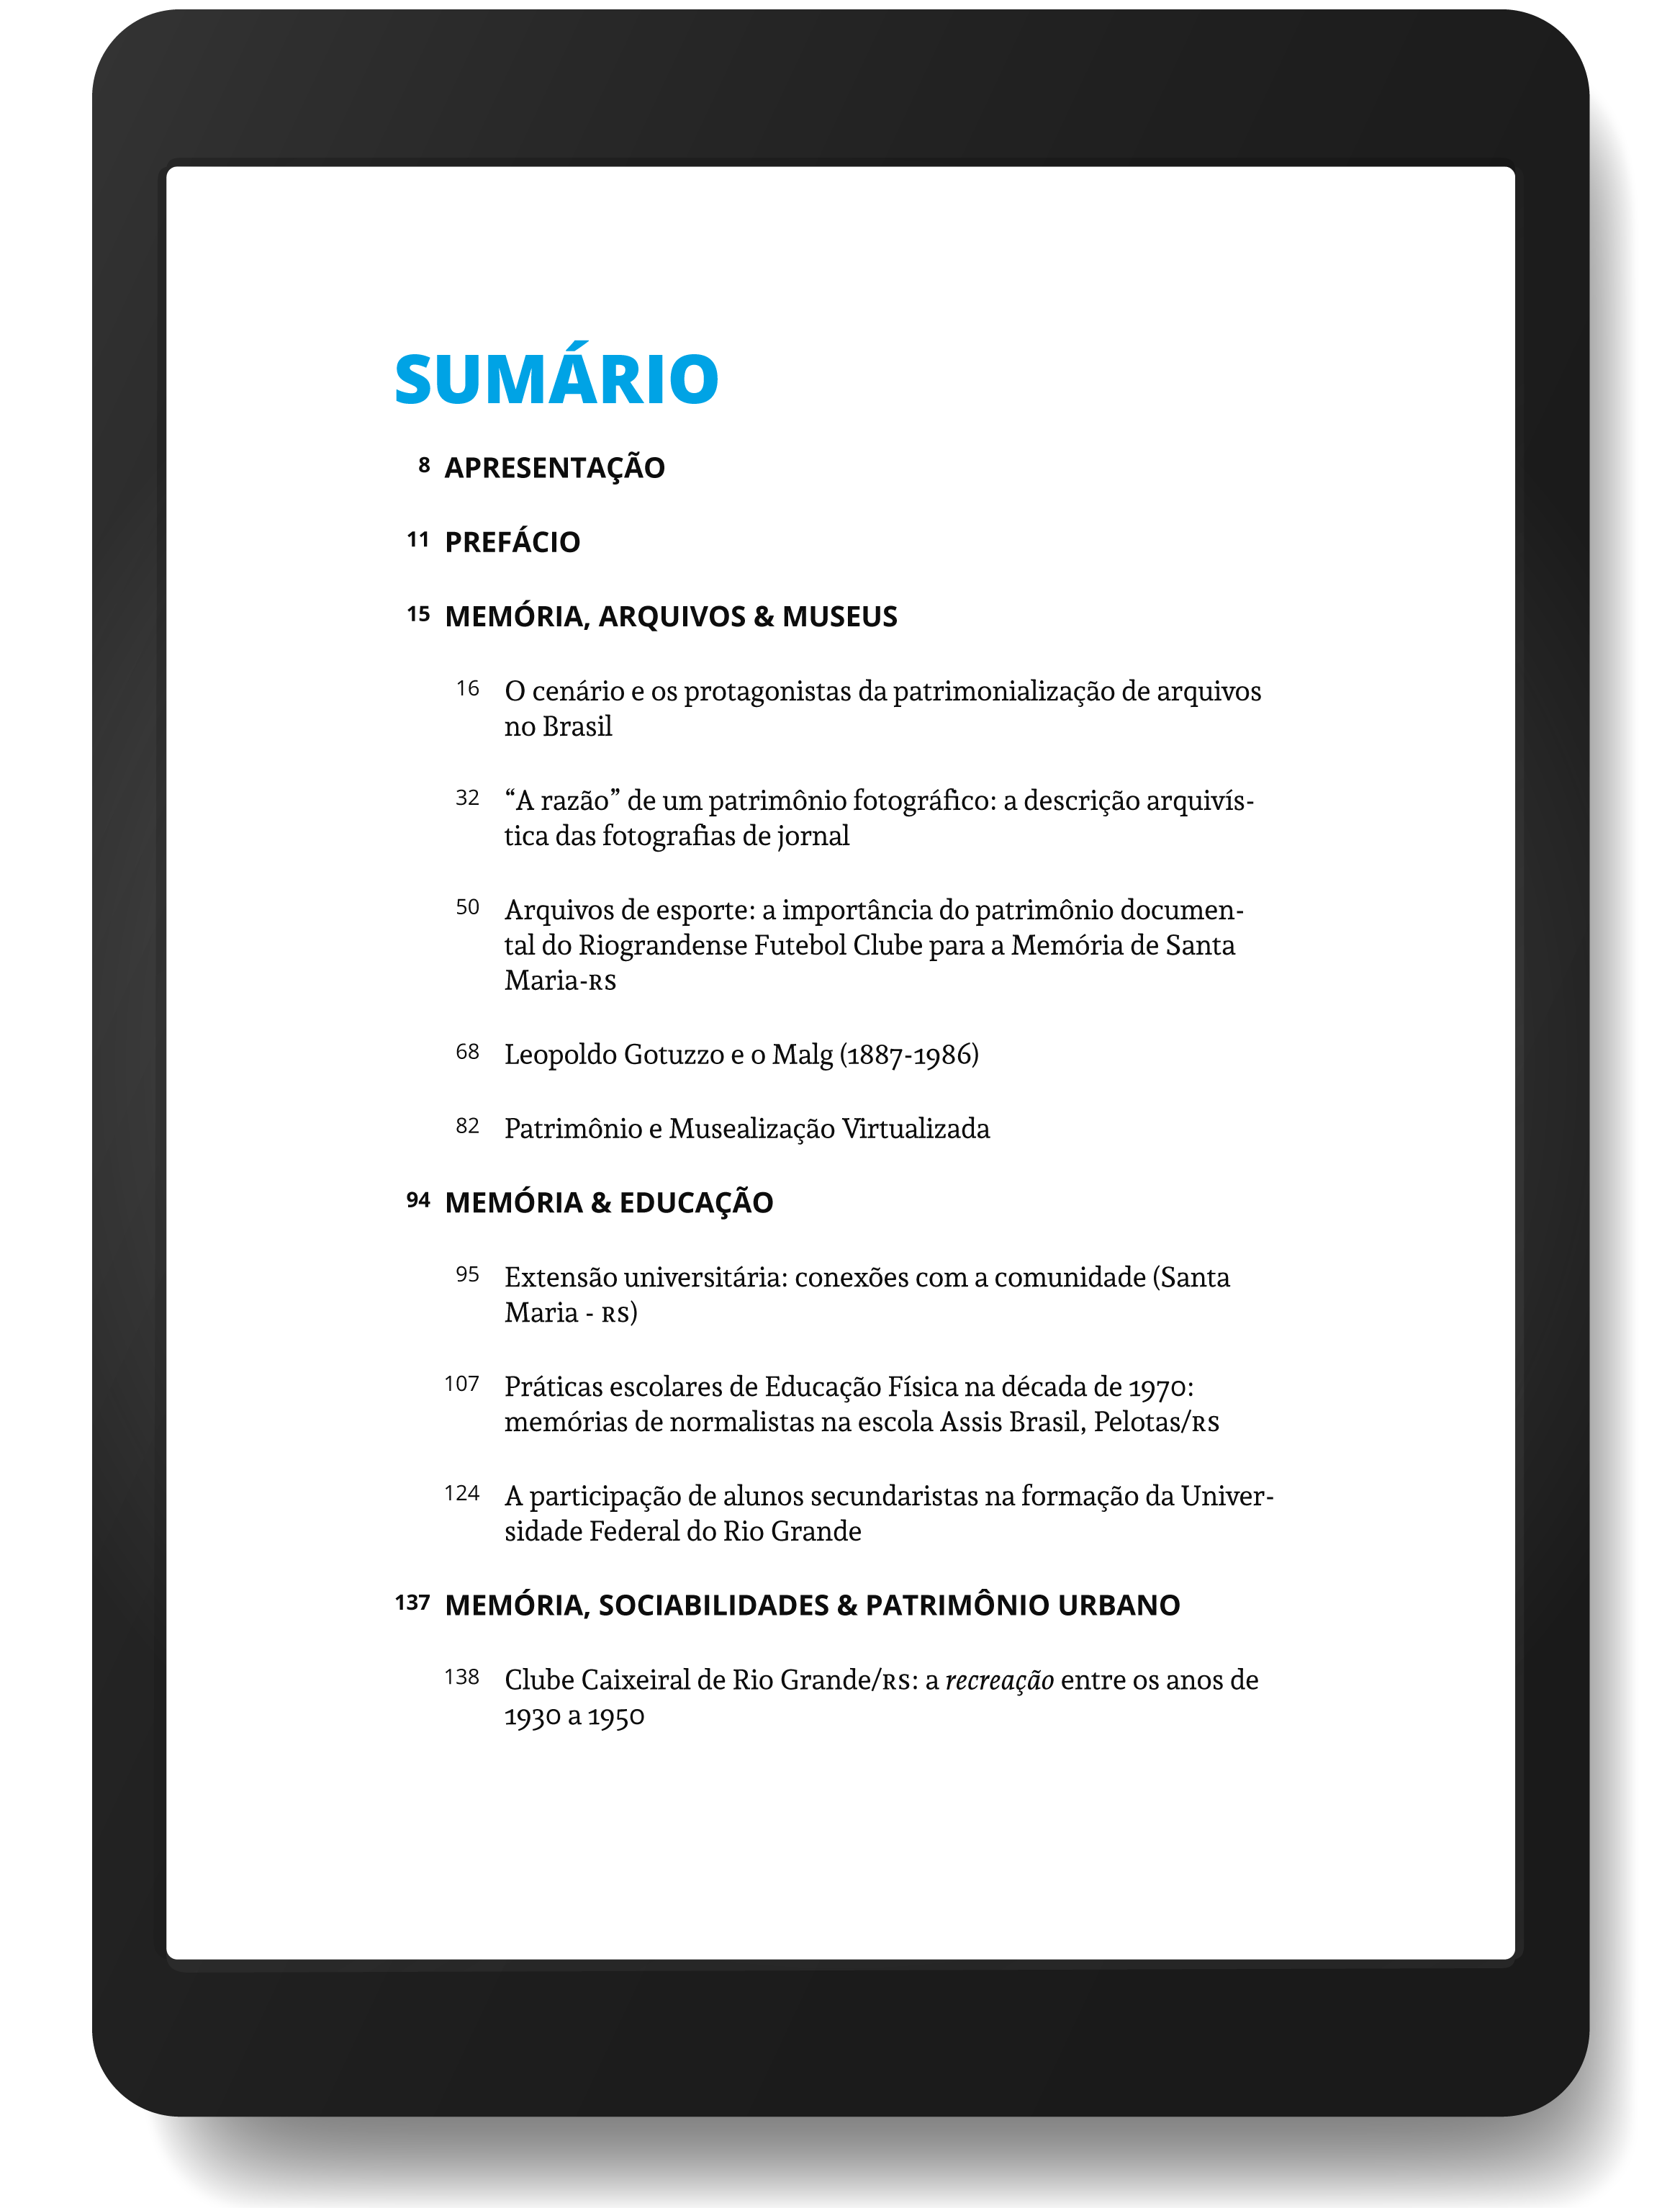 SUMÁRIO
8 APRESENTAÇÃO
11 PREFÁCIO
15 MEMÓRIA, ARQUIVOS & MUSEUS
16 O cenário e os protagonistas da patrimonialização de arquivos
no Brasil
32 “A razão” de um patrimônio fotográfico: a descrição arquivís-
tica das fotografias de jornal
50 Arquivos de esporte: a importância do patrimônio documen-
tal do Riograndense Futebol Clube para a Memória de Santa
Maria-RS
68 Leopoldo Gotuzzo e o Malg (1887-1986)
82 Patrimônio e Musealização Virtualizada
94 MEMÓRIA & EDUCAÇÃO
95 Extensão universitária: conexões com a comunidade (Santa
Maria - RS)
107 Práticas escolares de Educação Física na década de 1970:
memórias de normalistas na escola Assis Brasil, Pelotas/RS
124 A participação de alunos secundaristas na formação da Univer-
sidade Federal do Rio Grande
137 MEMÓRIA, SOCIABILIDADES & PATRIMÔNIO URBANO
138 Clube Caixeiral de Rio Grande/RS: a recreação entre os anos de
1930 a 1950